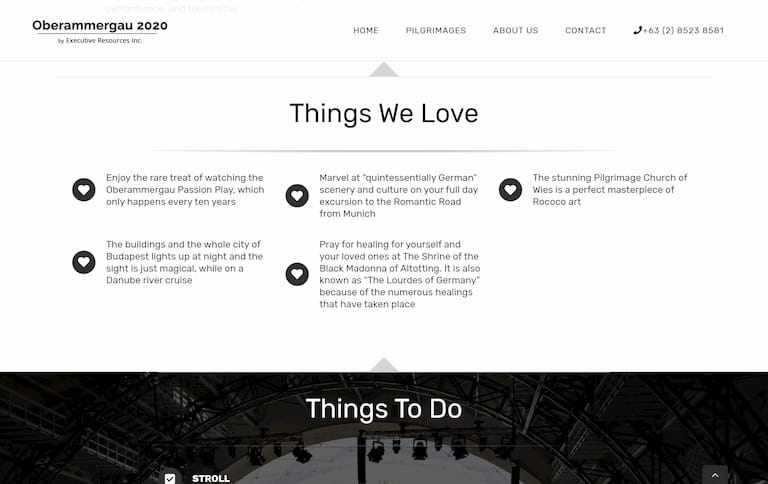 performance; and tourism tax
Oberammergau 2020
by Executive Resources Inc.
HOME
PILGRIMAGES
ABOUT US
CONTACT
+63 (2) 8523 8581
Things We Love
Enjoy the rare treat of watching the
Oberammergau Passion Play, which
only happens every ten years
Marvel at “quintessentially German”
scenery and culture on your full day
excursion to the Romantic Road
from Munich
The stunning Pilgrimage Church of
Wies is a perfect masterpiece of
Rococo art
The buildings and the whole city of
Budapest lights up at night and the
sight is just magical, while on a
Danube river cruise
Pray for healing for yourself and
your loved ones at The Shrine of the
Black Madonna of Altotting. It is also
known as “The Lourdes of Germany”
because of the numerous healings
that have taken place
Things To Do
STROLL